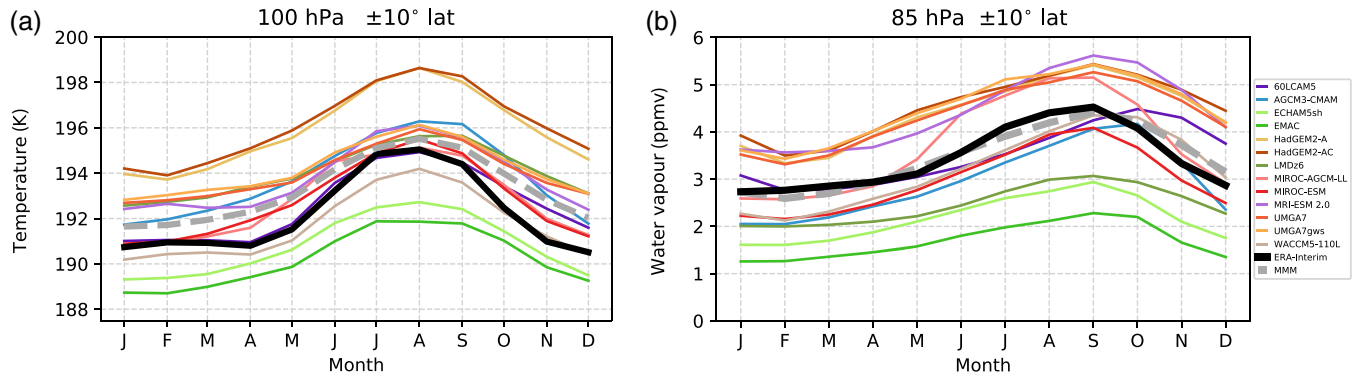 (a)
100 hPa ±10° lat
Temperature (K)
200
198
196
194
192
190
188
J F M A M J J A S O N D
Month
(b)
85 hPa ±10° lat
Water vapour (ppmv)
6
5
4
3
2
1
0
J F M A M J J A S O N D
Month
60LCAM5
AGCM3-CMAM
ECHAM5sh
EMAC
HadGEM2-A
HadGEM2-AC
LMDz6
MIROC-AGCM-LL
MIROC-ESM
MRI-ESM 2.0
UMGA7
UMGA7gws
WACCM5-110L
ERA-Interim
MMM